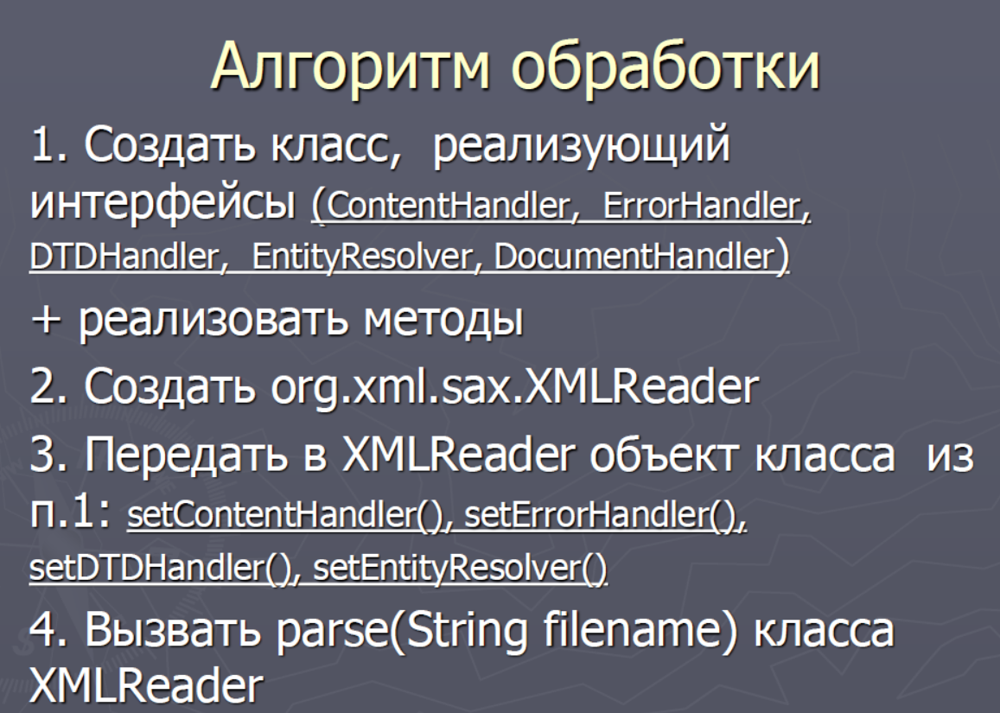 Алгоритм обработки
1. Создать класс,  реализующий
интерфейсы (ContentHandler,  ErrorHandler,
DTDHandler,  EntityResolver, DocumentHandler)
+ реализовать методы
2. Создать org.xml.sax.XMLReader
3. Передать в XMLReader объект класса  из
п.1: setContentHandler(), setErrorHandler(),
setDTDHandler(), setEntityResolver()
4. Вызвать parse(String filename) класса
XMLReader